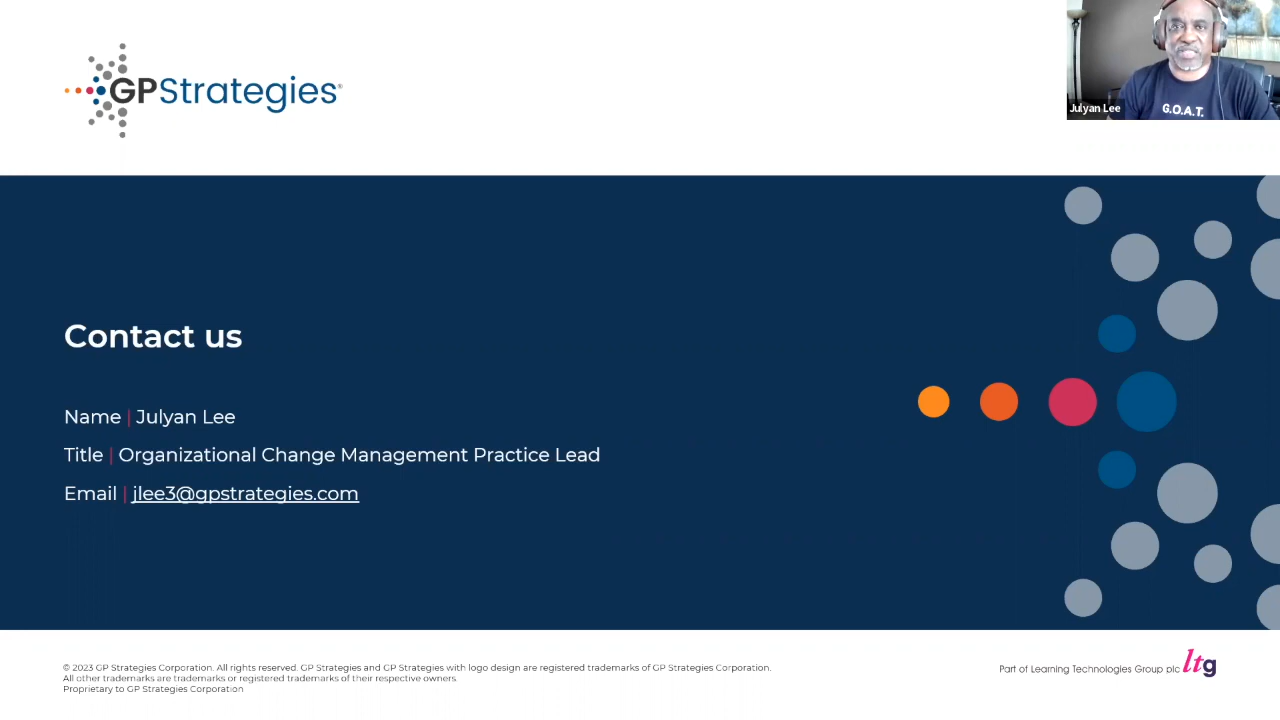 GPStrategies®
Julyan Lee
G.O.A.T.
Contact us
Name | Julyan Lee
Title | Organizational Change Management Practice Lead
Email | jlee3@gpstrategies.com
© 2023 GP Strategies Corporation. All rights reserved. GP Strategies and GP Strategies with logo design are registered trademarks of GP Strategies Corporation.
All other trademarks are trademarks or registered trademarks of their respective owners.
Proprietary to GP Strategies Corporation
Part of Learning Technologies Group plc ltg